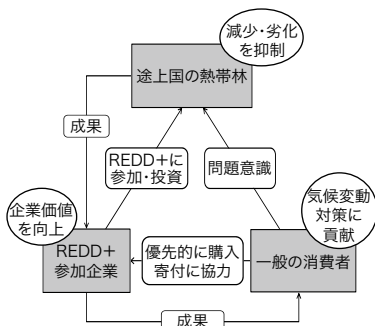 減少・劣化
を抑制
途上国の熱帯林
成果
REDD+に
参加・投資
問題意識
企業価値
を向上
気候変動
対策に
貢献
REDD+
参加企業
優先的に購入
寄付に協力
一般の消費者
成果